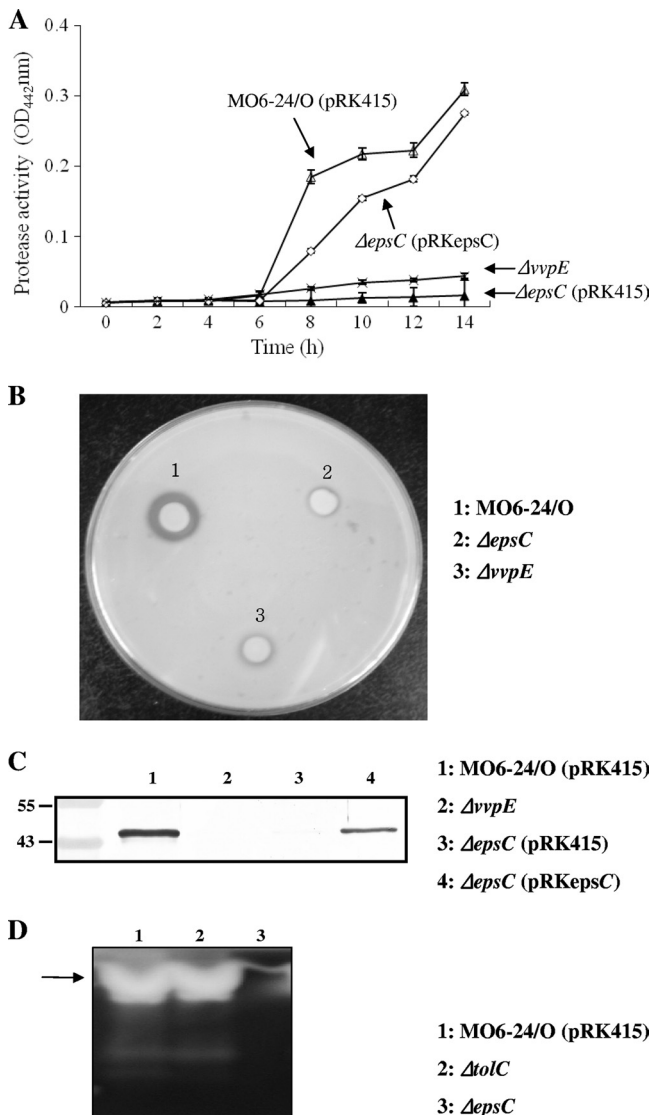 A
Protease activity (OD442nm)
0.4
0.3
0.2
0.1
0
MO6-24/O (pRK415)
ΔepsC (pRKepsC)
ΔvvpE
ΔepsC (pRK415)
0 2 4 6 8 10 12 14
Time (h)
B
1
2
3
1: MO6-24/O
2: ΔepsC
3: ΔvvpE
C
1 2 3 4
55
43
1: MO6-24/O (pRK415)
2: ΔvvpE
3: ΔepsC (pRK415)
4: ΔepsC (pRKepsC)
D
1 2 3
1: MO6-24/O (pRK415)
2: ΔtolC
3: ΔepsC